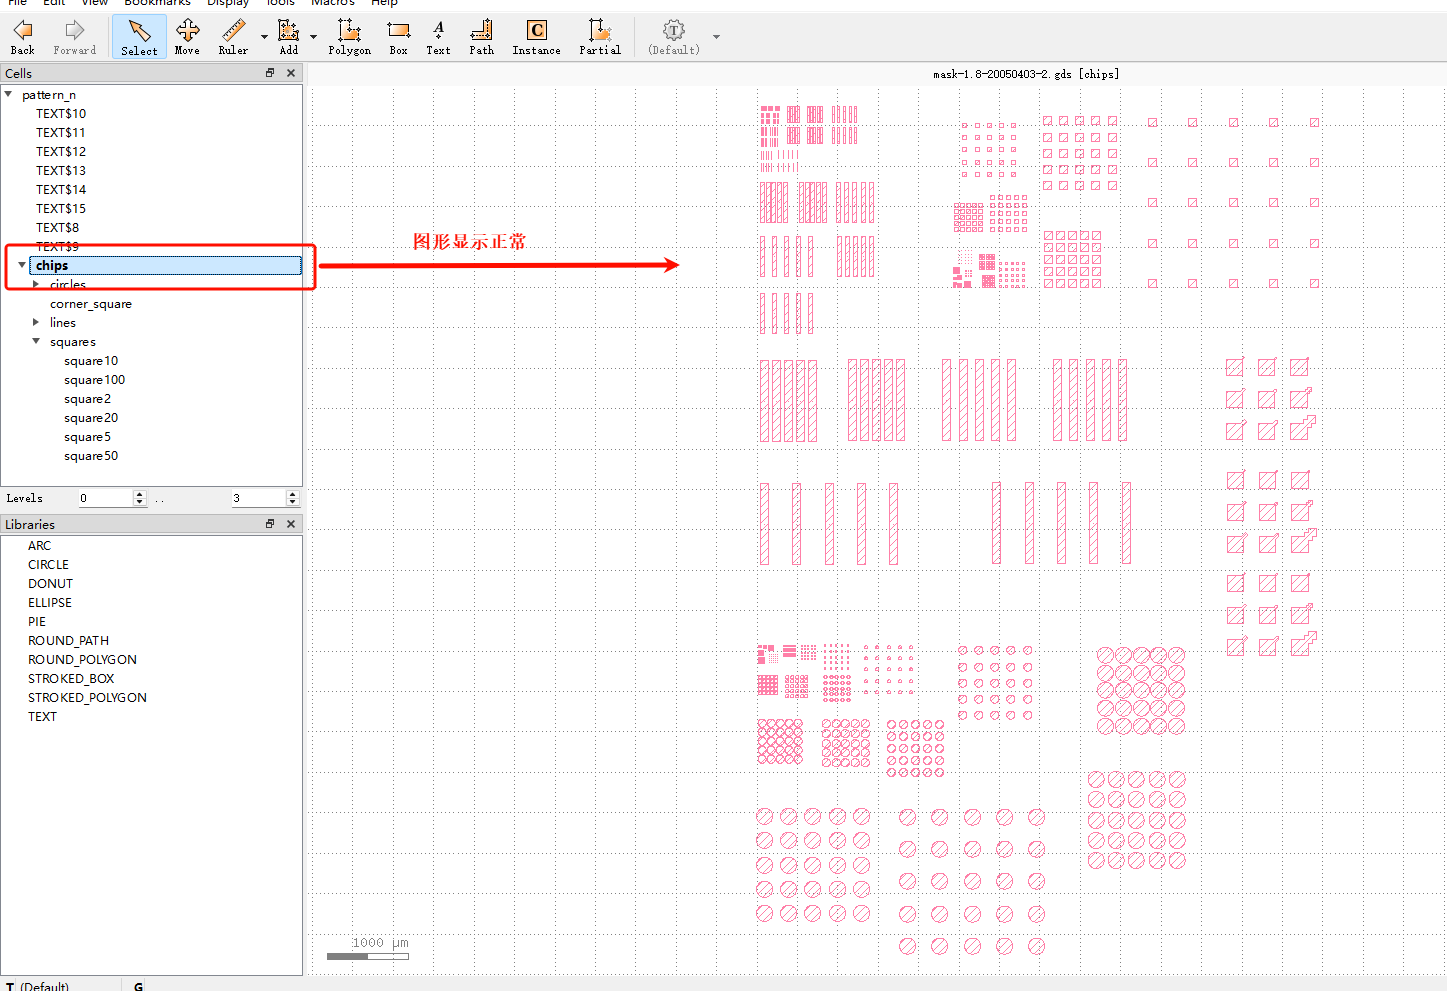 File Edit View Bookmarks Display Tools Macros Help
Back Forward Select Move Ruler Add Polygon Box Text Path Instance Partial (Default)
Cells
mask-1.8-20050403-2.gds [chips]
pattern_n
TEXT$10
TEXT$11
TEXT$12
TEXT$13
TEXT$14
TEXT$15
TEXT$8
TEXT$9
图形显示正常
chips
circles
corner_square
lines
squares
square10
square100
square2
square20
square5
square50
Levels 0 .. 3
Libraries
ARC
CIRCLE
DONUT
ELLIPSE
PIE
ROUND_PATH
ROUND_POLYGON
STROKED_BOX
STROKED_POLYGON
TEXT
1000 μm
T (Default) G